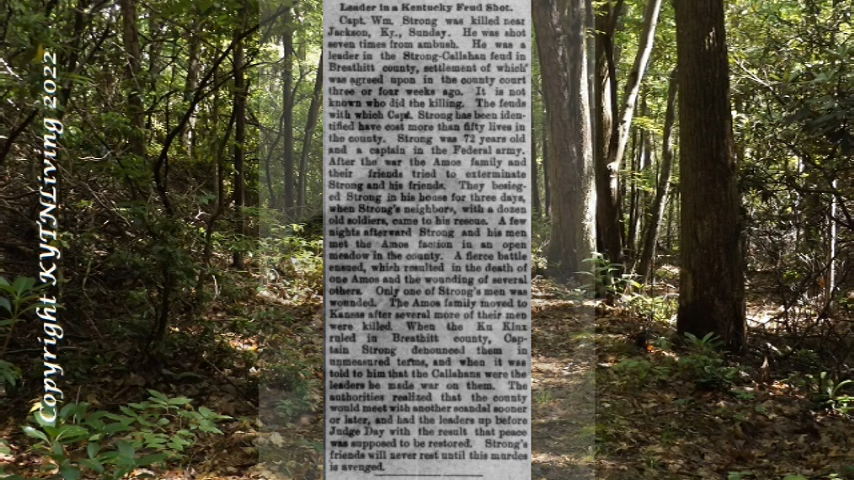 Leader in a Kentucky Feud Shot.
Capt. Wm. Strong was killed near
Jackson, Ky., Sunday. He was shot
seven times from ambush. He was a
leader in the Strong-Callahan feud in
Breathitt county, settlement of which
was agreed upon in the county court
three or four weeks ago. It is not
known who did the killing. The feuds
with which Capt. Strong has been iden-
tified have cost more than fifty lives in
the county. Strong was 72 years old
and a captain in the Federal army.
After the war the Amos family and
their friends tried to exterminate
Strong and his friends. They besieg-
ed Strong in his house for three days,
when Strong's neighbors, with a dozen
old soldiers, came to his rescue. A few
nights afterward Strong and his men
met the Amos faction in an open
meadow in the county. A fierce battle
ensued, which resulted in the death of
one Amos and the wounding of several
others. Only one of Strong's men was
wounded. The Amos family moved to
Kansas after several more of their men
were killed. When the Ku Klux
ruled in Breathitt county, Cap-
tain Strong denounced them in
unmeasured terms, and when it was
told to him that the Callahans were the
leaders he made war on them. The
authorities realized that the county
would meet with another scandal sooner
or later, and had the leaders up before
Judge Day with the result that peace
was supposed to be restored. Strong's
friends will never rest until this murder
is avenged.
Copyright KYTNLiving 2022